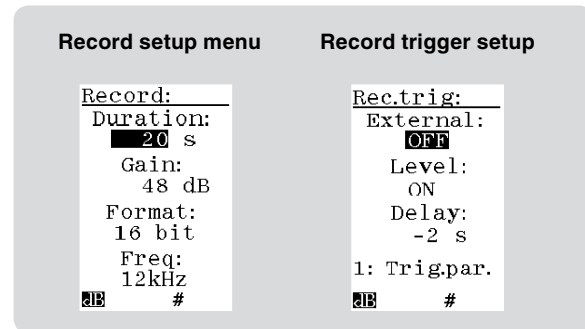 Record setup menu
Record:
Duration:
20 s
Gain:
48 dB
Format:
16 bit
Freq:
12kHz
dB #
Record trigger setup
Rec.trig:
External:
OFF
Level:
ON
Delay:
-2 s
1: Trig.par.
dB #